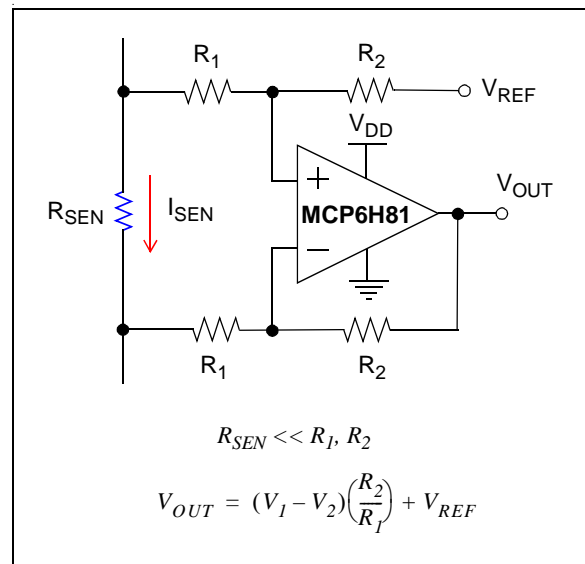 R1
R2
VREF
VDD
VOUT
+
MCP6H81
−
RSEN
ISEN
R1
R2
RSEN << R1, R2
VOUT = (V1 – V2)(R2/R1) + VREF